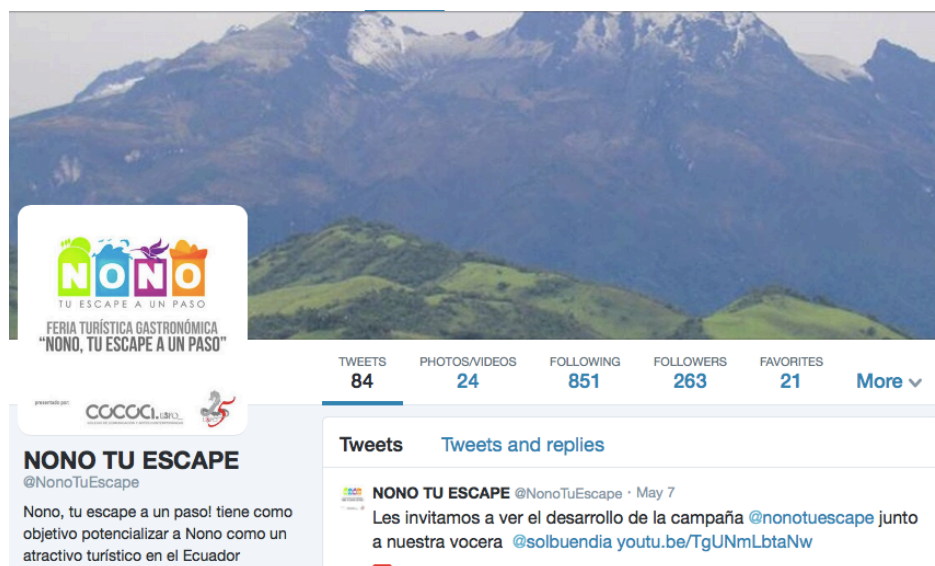 NONO
TU ESCAPE A UN PASO
FERIA TURÍSTICA GASTRONÓMICA
“NONO, TU ESCAPE A UN PASO”
presentado por:
COCOCI.
NONO TU ESCAPE
@NonoTuEscape
Nono, tu escape a un paso! tiene como
objetivo potencializar a Nono como un
atractivo turístico en el Ecuador
TWEETS PHOTOS/VIDEOS FOLLOWING FOLLOWERS FAVORITES
84 24 851 263 21 More
Tweets Tweets and replies
NONO TU ESCAPE @NonoTuEscape · May 7
Les invitamos a ver el desarrollo de la campaña @nonotuescape junto
a nuestra vocera @solbuendia youtu.be/TgUNmLbtaNw